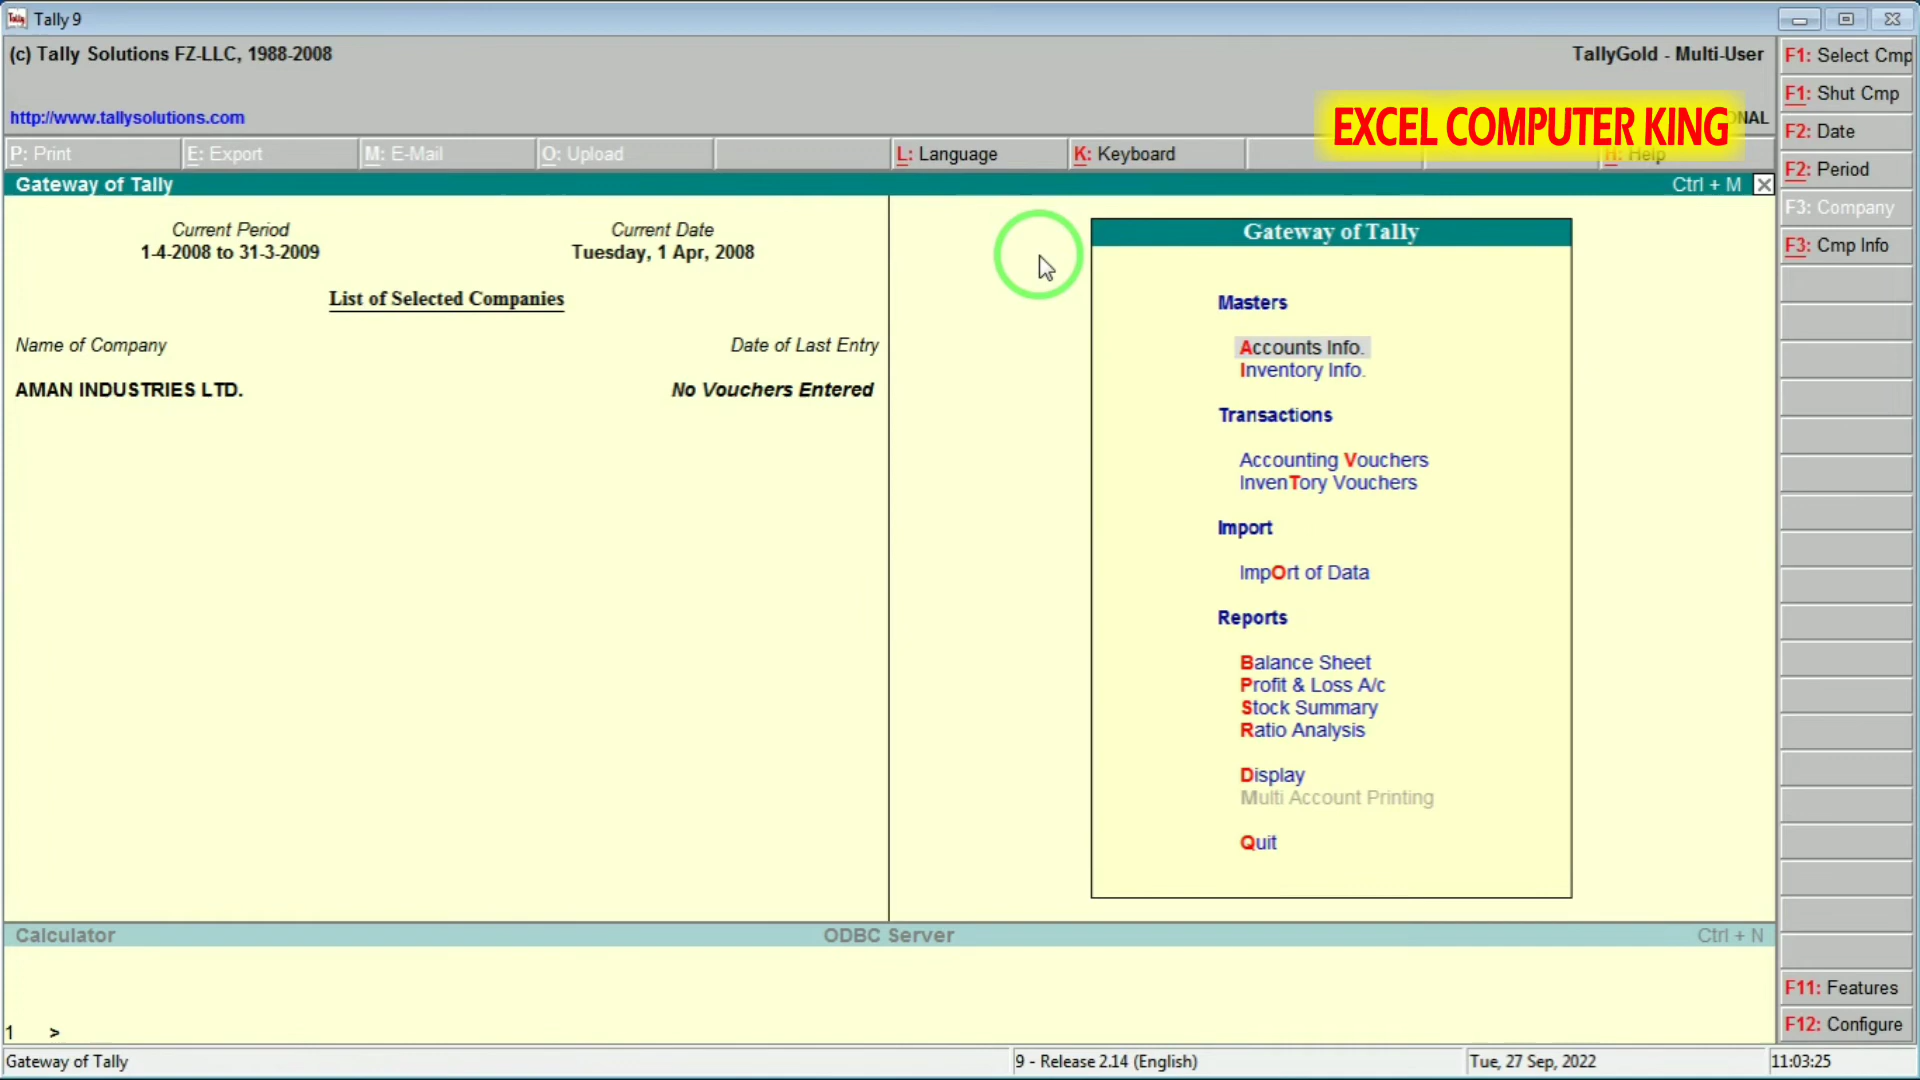 Tally 9
(c) Tally Solutions FZ-LLC, 1988-2008
TallyGold - Multi-User
http://www.tallysolutions.com
EXCEL COMPUTER KING
P: Print
E: Export
M: E-Mail
O: Upload
L: Language
K: Keyboard
H: Help
Gateway of Tally
Ctrl + M
Current Period
1-4-2008 to 31-3-2009
Current Date
Tuesday, 1 Apr, 2008
List of Selected Companies
Name of Company
Date of Last Entry
AMAN INDUSTRIES LTD.
No Vouchers Entered
Gateway of Tally
Masters
Accounts Info.
Inventory Info.
Transactions
Accounting Vouchers
InvenTory Vouchers
Import
ImpOrt of Data
Reports
Balance Sheet
Profit & Loss A/c
Stock Summary
Ratio Analysis
Display
Multi Account Printing
Quit
F1: Select Cmp
F1: Shut Cmp
F2: Date
F2: Period
F3: Company
F3: Cmp Info
F11: Features
F12: Configure
Calculator
ODBC Server
Ctrl + N
1 >
Gateway of Tally
9 - Release 2.14 (English)
Tue, 27 Sep, 2022
11:03:25